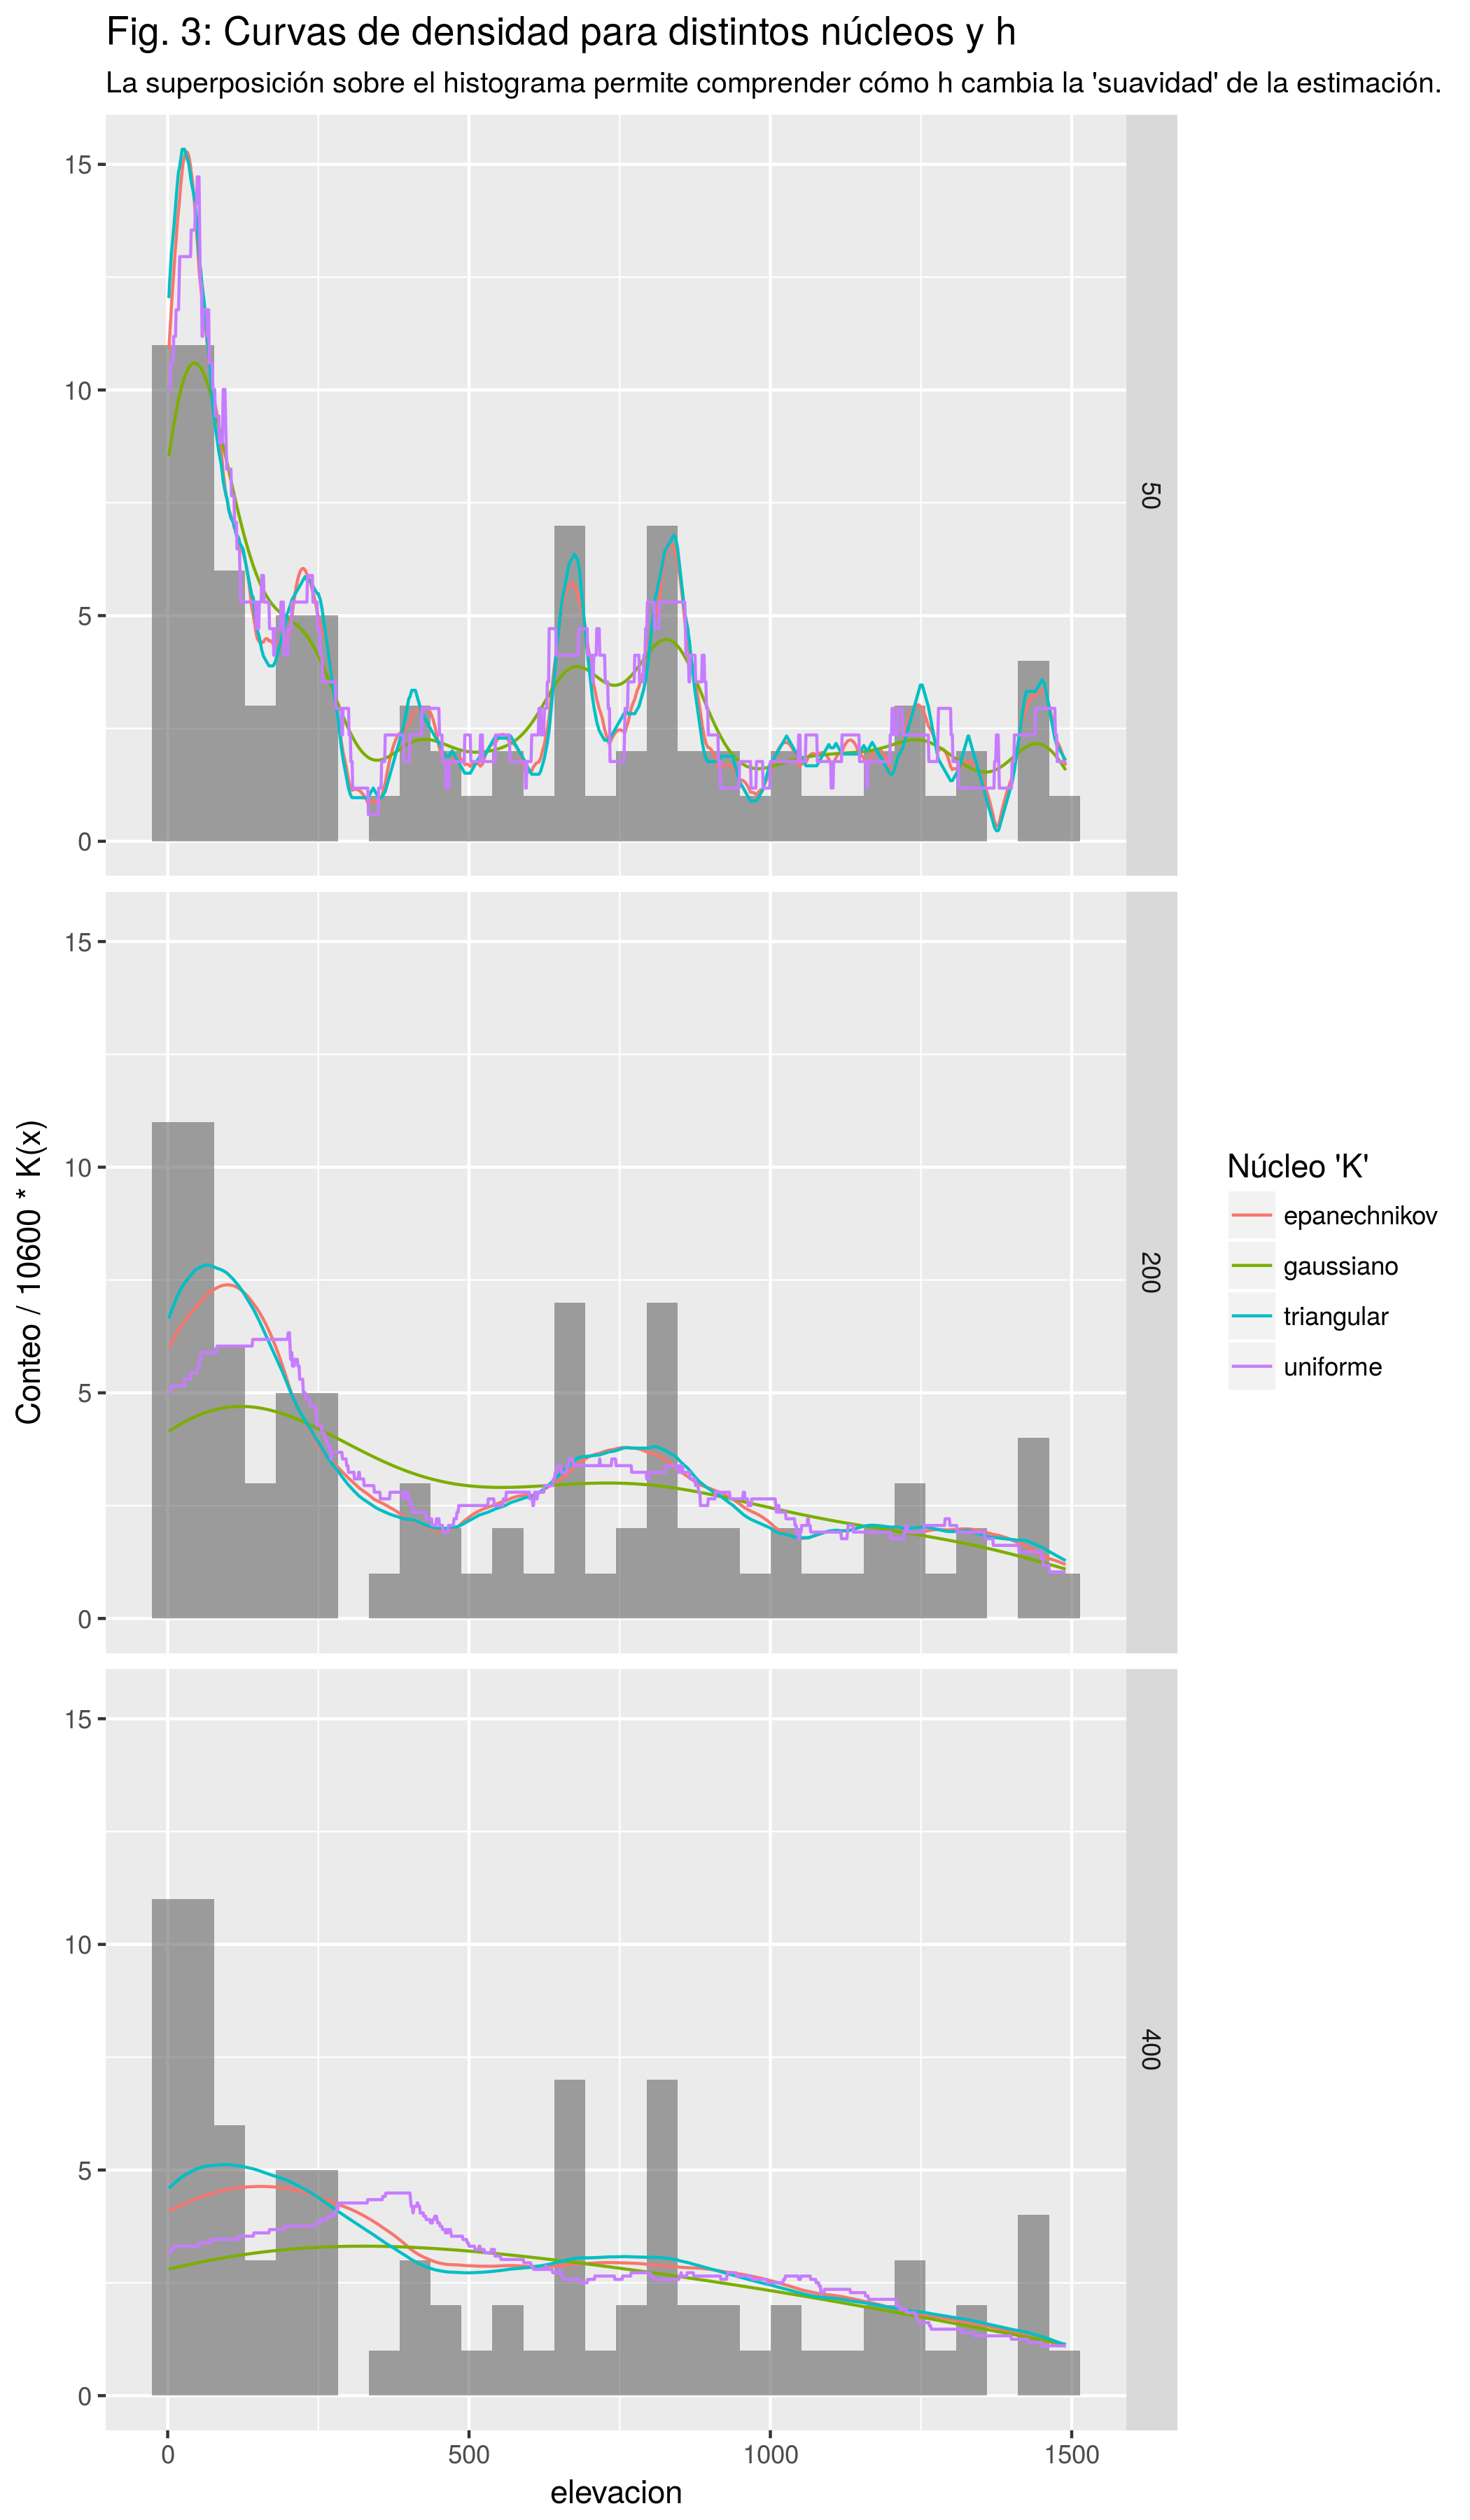 Fig. 3: Curvas de densidad para distintos núcleos y h
La superposición sobre el histograma permite comprender cómo h cambia la 'suavidad' de la estimación.
15
10
5
0
50
15
10
5
0
200
15
10
5
0
400
0
500
1000
1500
elevacion
Conteo / 10600 * K(x)
Núcleo 'K'
epanechnikov
gaussiano
triangular
uniforme